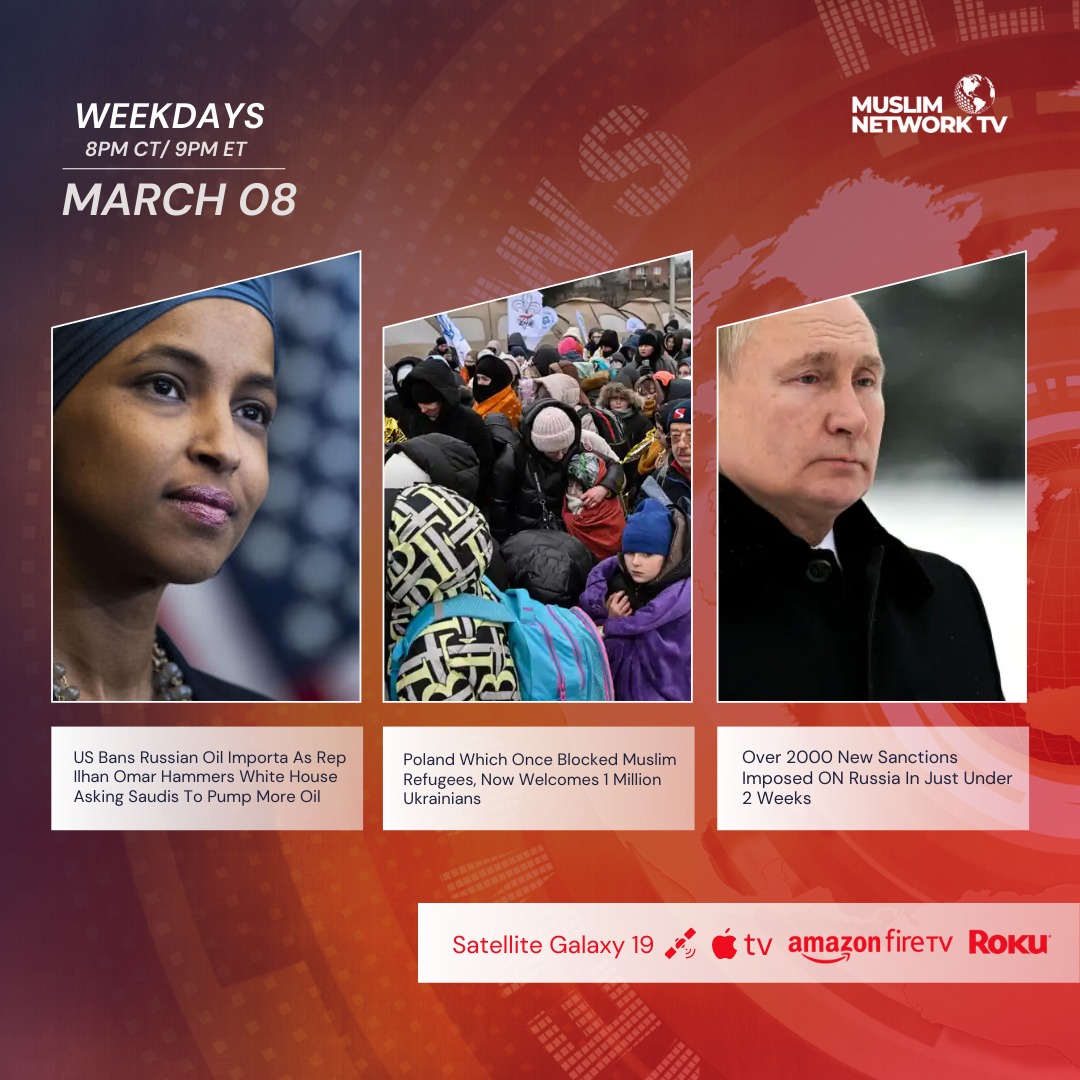 WEEKDAYS
8PM CT/ 9PM ET
MARCH 08
MUSLIM
NETWORK TV
NEWS
US Bans Russian Oil Importa As Rep
Ilhan Omar Hammers White House
Asking Saudis To Pump More Oil
Poland Which Once Blocked Muslim
Refugees, Now Welcomes 1 Million
Ukrainians
Over 2000 New Sanctions
Imposed ON Russia In Just Under
2 Weeks
Satellite Galaxy 19
tv
amazon fireTV
ROKU